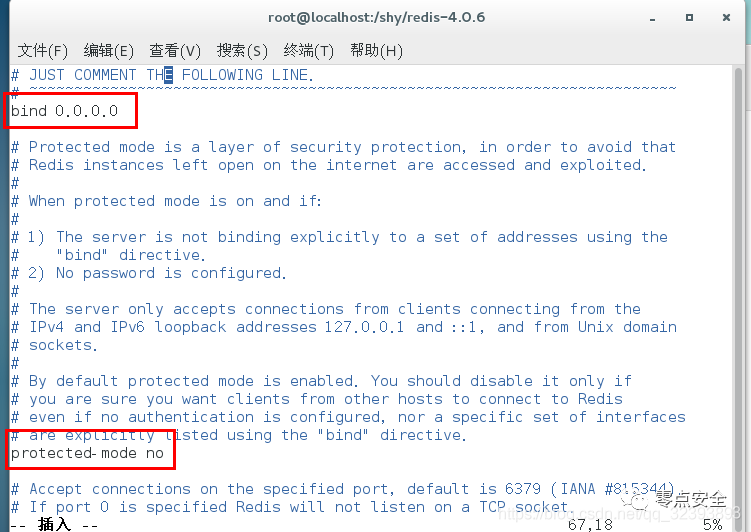 root@localhost:/shy/redis-4.0.6
文件(F) 编辑(E) 查看(V) 搜索(S) 终端(T) 帮助(H)
# JUST COMMENT THE FOLLOWING LINE.
# ~~~~~~~~~~~~~~~~~~~~~~~~~~~~~~~~~~~~~~~~~~~~~~~~~~~~~~~~~~~~~~~~~~~~~~~~
bind 0.0.0.0
# Protected mode is a layer of security protection, in order to avoid that
# Redis instances left open on the internet are accessed and exploited.
#
# When protected mode is on and if:
#
# 1) The server is not binding explicitly to a set of addresses using the
#    "bind" directive.
# 2) No password is configured.
#
# The server only accepts connections from clients connecting from the
# IPv4 and IPv6 loopback addresses 127.0.0.1 and ::1, and from Unix domain
# sockets.
#
# By default protected mode is enabled. You should disable it only if
# you are sure you want clients from other hosts to connect to Redis
# even if no authentication is configured, nor a specific set of interfaces
# are explicitly listed using the "bind" directive.
protected-mode no
# Accept connections on the specified port, default is 6379 (IANA #815344).
零点安全
# If port 0 is specified Redis will not listen on a TCP socket.
-- 插入 -- 67,18 5%